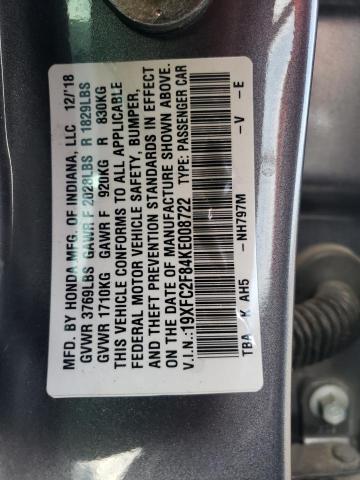 MFD. BY HONDA MFG. OF INDIANA, LLC 12/'18
GVWR 3769LBS GAWR F 2028LBS R 1829LBS
GVWR 1710KG GAWR F 920KG R 830KG
THIS VEHICLE CONFORMS TO ALL APPLICABLE
FEDERAL MOTOR VEHICLE SAFETY, BUMPER,
AND THEFT PREVENTION STANDARDS IN EFFECT
ON THE DATE OF MANUFACTURE SHOWN ABOVE.
V.I.N.:19XFC2F84KE008722 TYPE: PASSENGER CAR
-NH797M -V -E
TBA K AH5